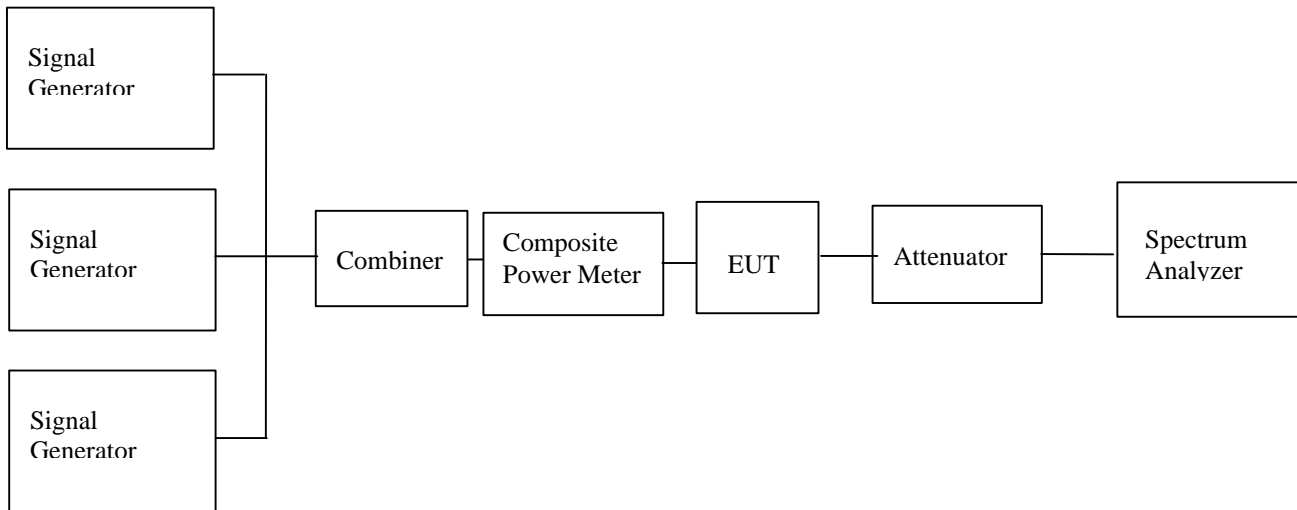 Signal
Generator
Signal
Generator
Signal
Generator
Combiner
Composite
Power Meter
EUT
Attenuator
Spectrum
Analyzer